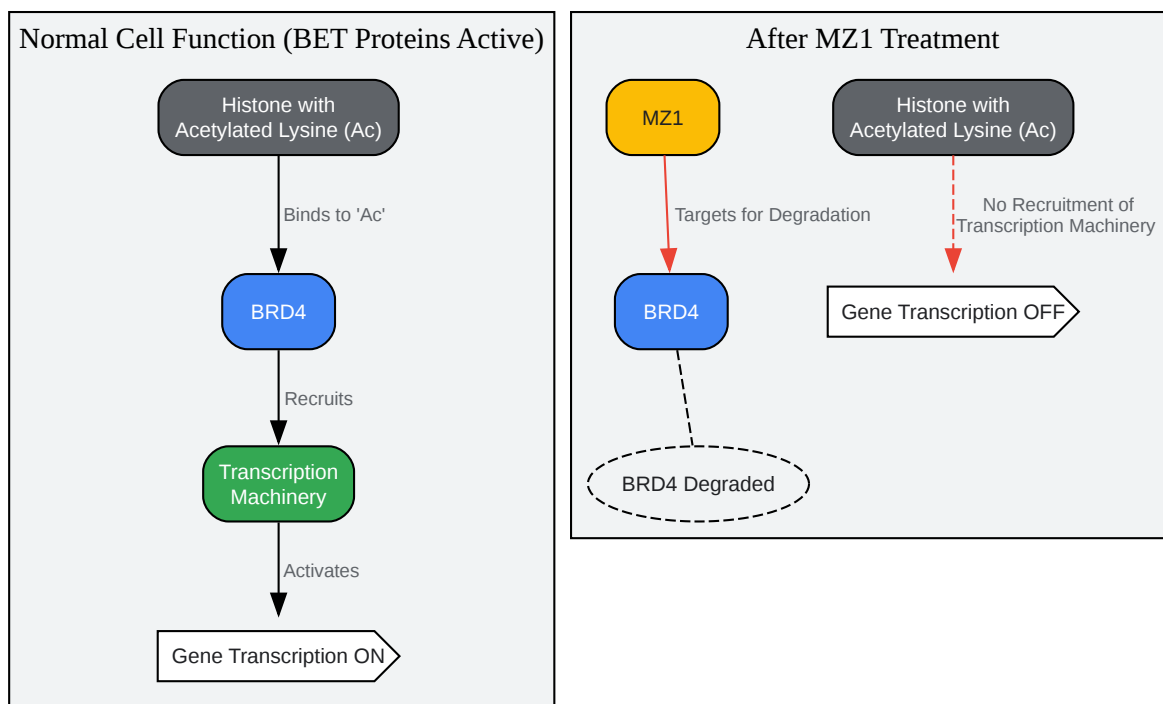 Normal Cell Function (BET Proteins Active)
Histone with
Acetylated Lysine (Ac)
Binds to 'Ac'
BRD4
Recruits
Transcription
Machinery
Activates
Gene Transcription ON
After MZ1 Treatment
MZ1
Targets for Degradation
BRD4
BRD4 Degraded
Histone with
Acetylated Lysine (Ac)
No Recruitment of
Transcription Machinery
Gene Transcription OFF